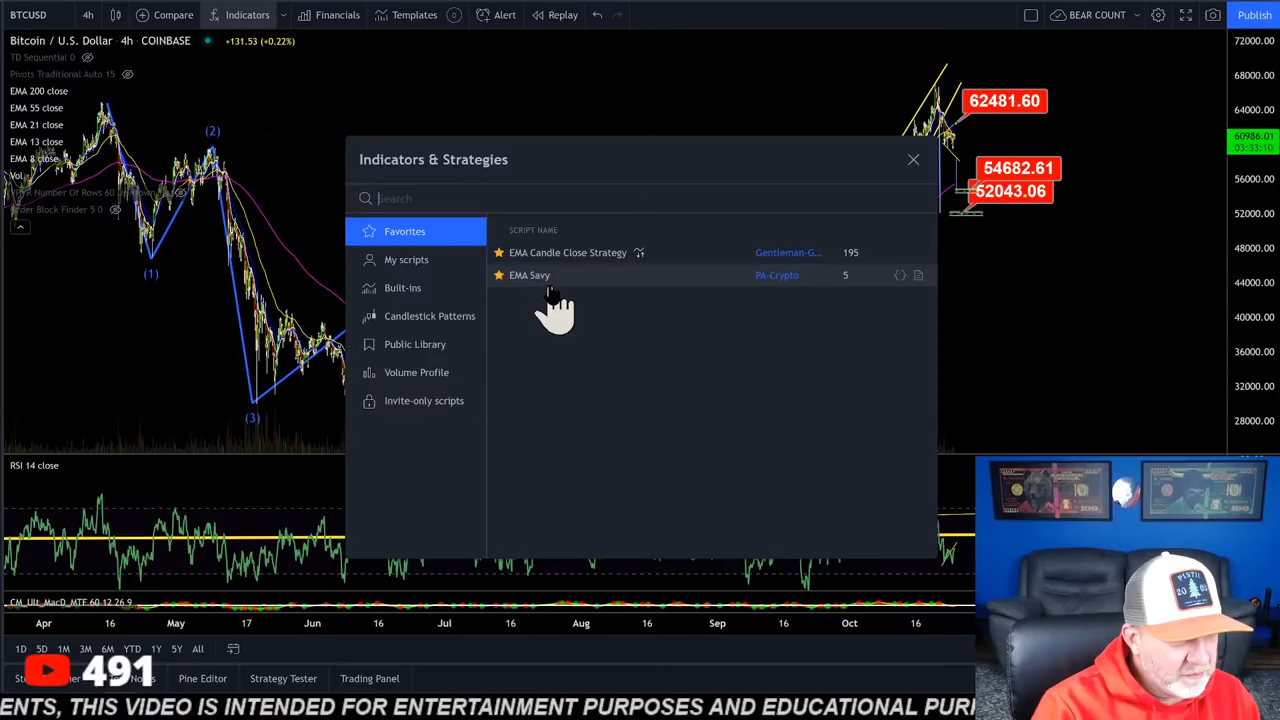 BTCUSD 4h Compare Indicators Financials Templates Alert Replay BEAR COUNT Publish
Bitcoin / U.S. Dollar · 4h · COINBASE +131.53 (+0.22%)
TD Sequential 0
Pivots Traditional Auto 15
EMA 200 close
EMA 55 close
EMA 21 close
EMA 13 close
EMA 8 close
Vol
VPVR Number Of Rows 60
Order Block Finder 5 0
(1)
(2)
(3)
Indicators & Strategies
Search
Favorites
My scripts
Built-ins
Candlestick Patterns
Public Library
Volume Profile
Invite-only scripts
SCRIPT NAME
EMA Candle Close Strategy Gentleman-G... 195
EMA Savy PA-Crypto 5
62481.60
54682.61
52043.06
72000.00
68000.00
64000.00
60986.01
03:33:10
56000.00
52000.00
48000.00
44000.00
40000.00
36000.00
32000.00
28000.00
RSI 14 close
CM_Ult_MacD_MTF 60 12 26 9
Apr 16 May 17 Jun 16 Jul 16 Aug 16 Sep 16 Oct 16
1D 5D 1M 3M 6M YTD 1Y 5Y All
491
Pine Editor Strategy Tester Trading Panel
PISTIC
ENTS, THIS VIDEO IS INTENDED FOR ENTERTAINMENT PURPOSES AND EDUCATIONAL PUR